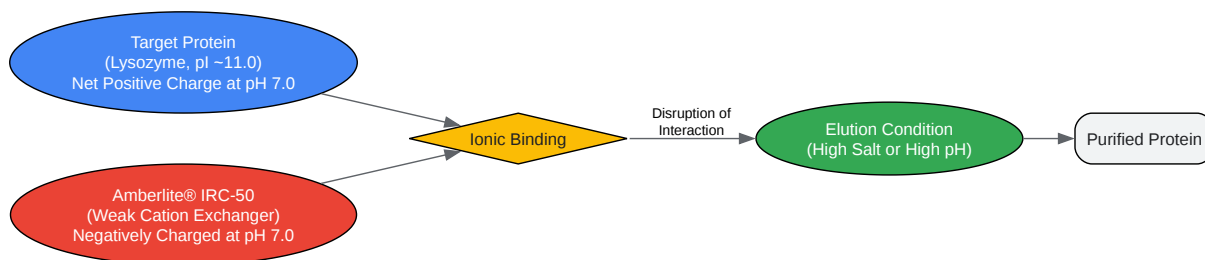 Target Protein
(Lysozyme, pI ~11.0)
Net Positive Charge at pH 7.0
Amberlite® IRC-50
(Weak Cation Exchanger)
Negatively Charged at pH 7.0
Ionic Binding
Disruption of
Interaction
Elution Condition
(High Salt or High pH)
Purified Protein